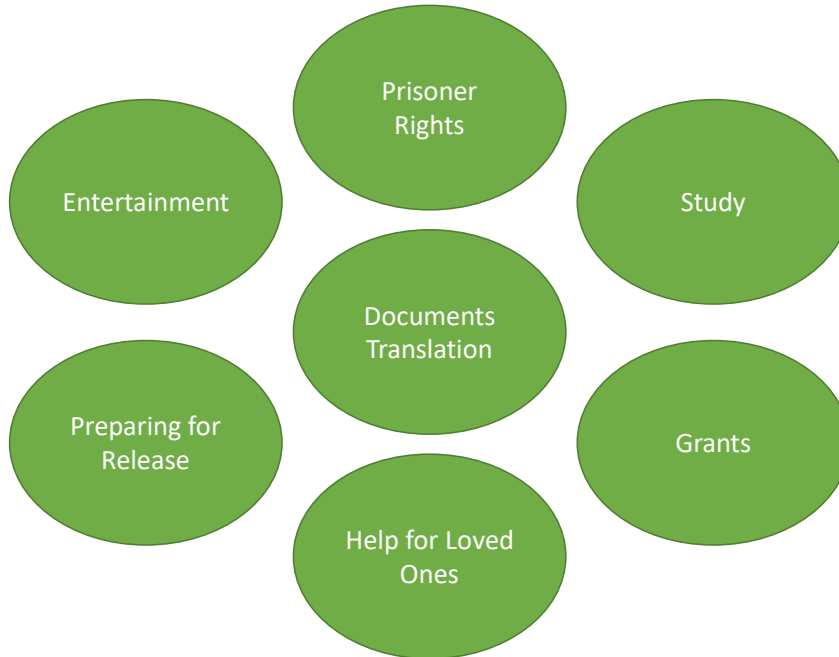 Prisoner
Rights
Entertainment
Study
Documents
Translation
Preparing for
Release
Grants
Help for Loved
Ones